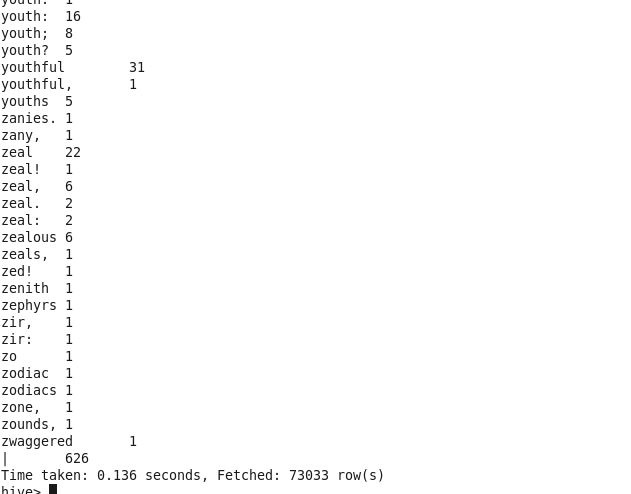 youth. 1
youth: 16
youth; 8
youth? 5
youthful 31
youthful, 1
youths 5
zanies. 1
zany, 1
zeal 22
zeal! 1
zeal, 6
zeal. 2
zeal: 2
zealous 6
zeals, 1
zed! 1
zenith 1
zephyrs 1
zir, 1
zir: 1
zo 1
zodiac 1
zodiacs 1
zone, 1
zounds, 1
zwaggered 1
| 626
Time taken: 0.136 seconds, Fetched: 73033 row(s)
hive>